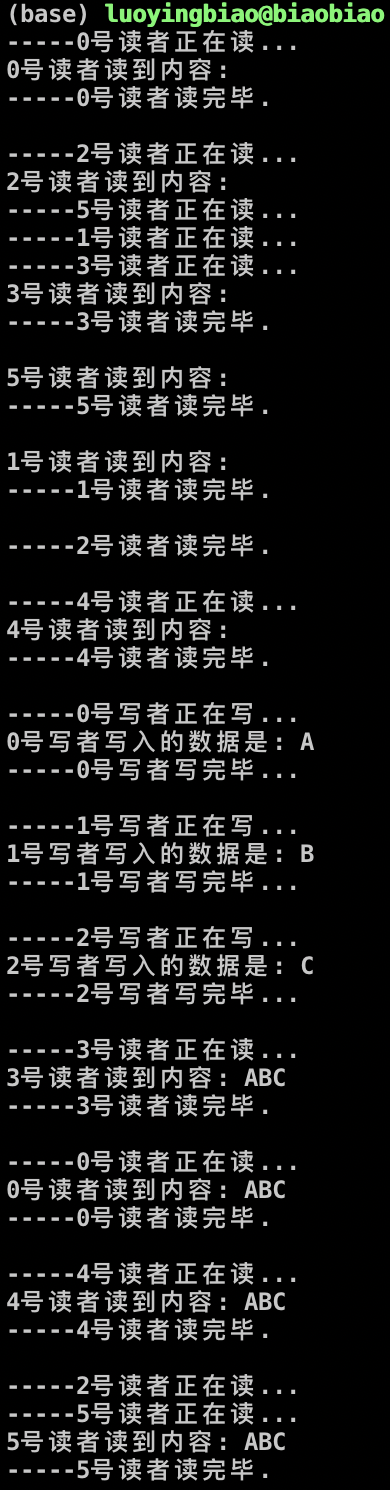 (base) luoyingbiao@biaobiao
-----0号读者正在读...
0号读者读到内容:
-----0号读者读完毕.
-----2号读者正在读...
2号读者读到内容:
-----5号读者正在读...
-----1号读者正在读...
-----3号读者正在读...
3号读者读到内容:
-----3号读者读完毕.
5号读者读到内容:
-----5号读者读完毕.
1号读者读到内容:
-----1号读者读完毕.
-----2号读者读完毕.
-----4号读者正在读...
4号读者读到内容:
-----4号读者读完毕.
-----0号写者正在写...
0号写者写入的数据是: A
-----0号写者写完毕...
-----1号写者正在写...
1号写者写入的数据是: B
-----1号写者写完毕...
-----2号写者正在写...
2号写者写入的数据是: C
-----2号写者写完毕...
-----3号读者正在读...
3号读者读到内容: ABC
-----3号读者读完毕.
-----0号读者正在读...
0号读者读到内容: ABC
-----0号读者读完毕.
-----4号读者正在读...
4号读者读到内容: ABC
-----4号读者读完毕.
-----2号读者正在读...
-----5号读者正在读...
5号读者读到内容: ABC
-----5号读者读完毕.